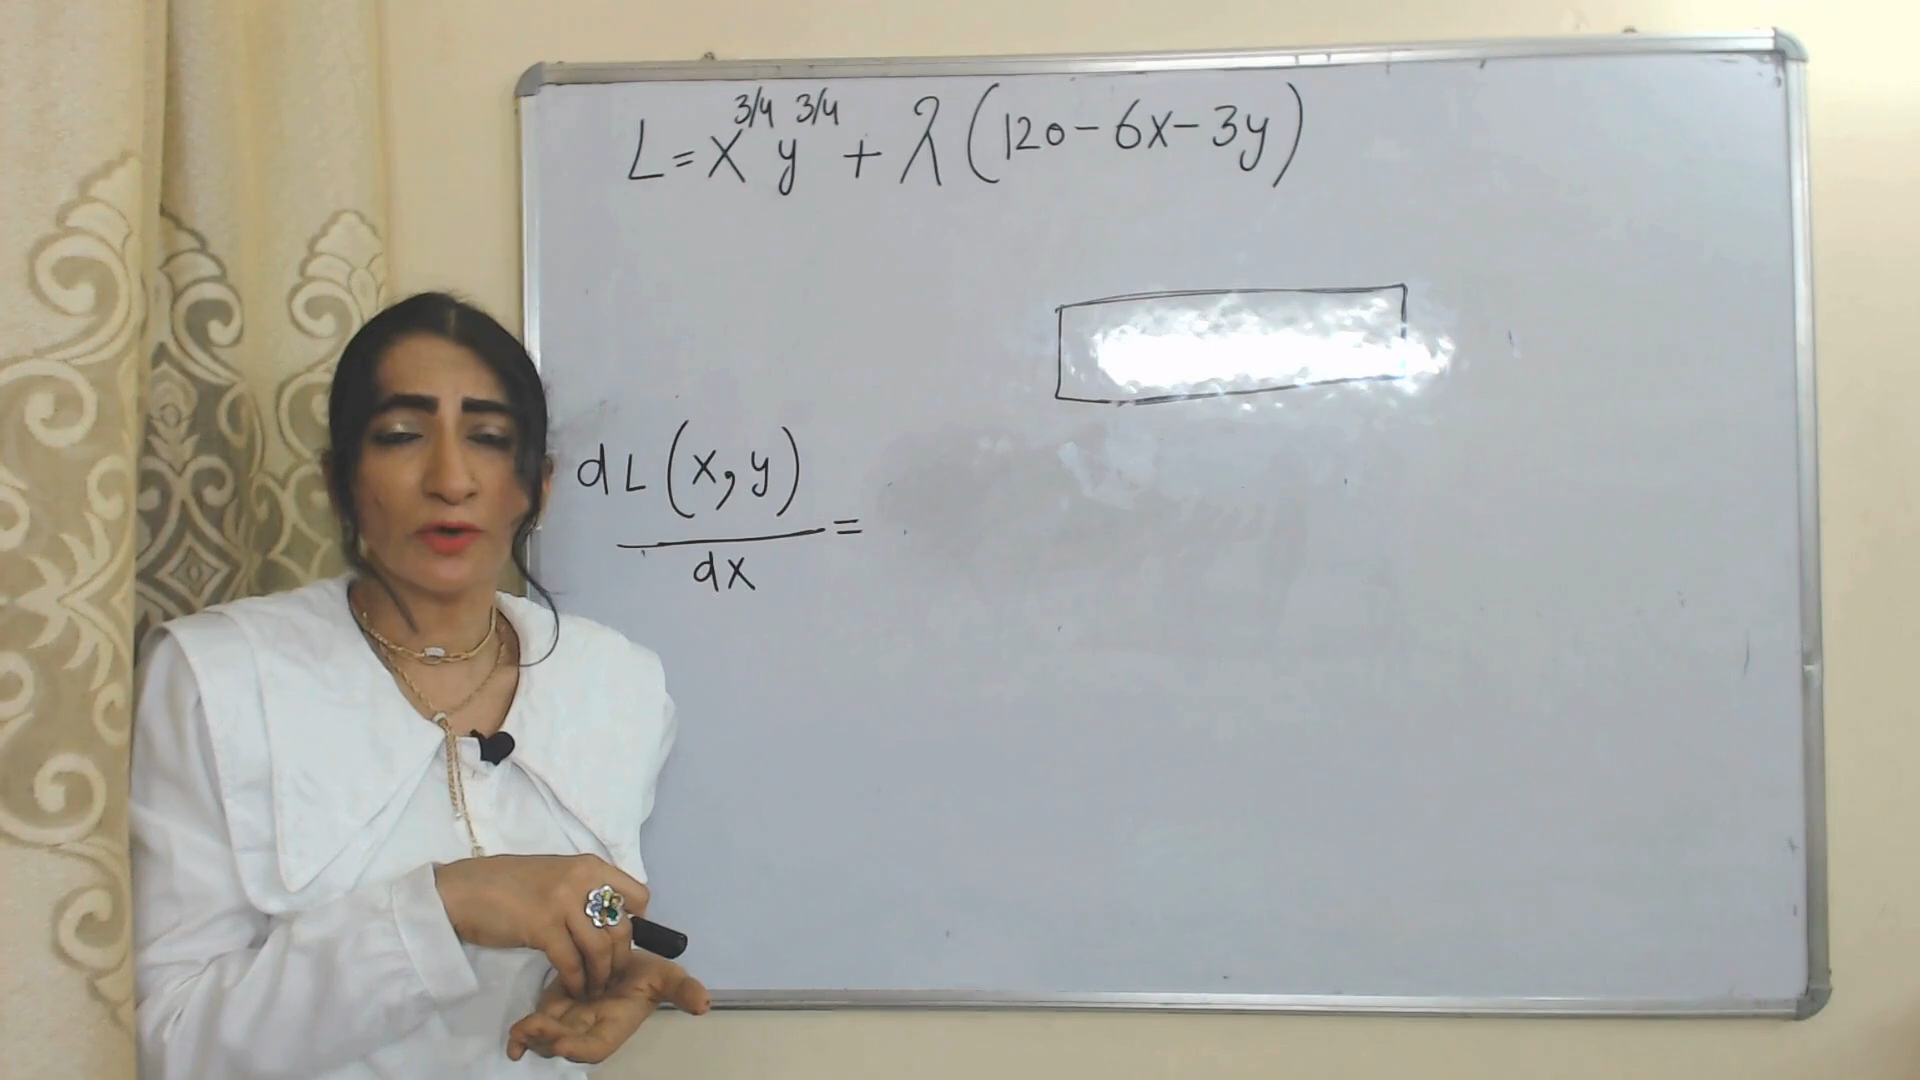 L = x^{3/4} y^{3/4} + λ (120 - 6x - 3y)
dL (x, y)
=
dx